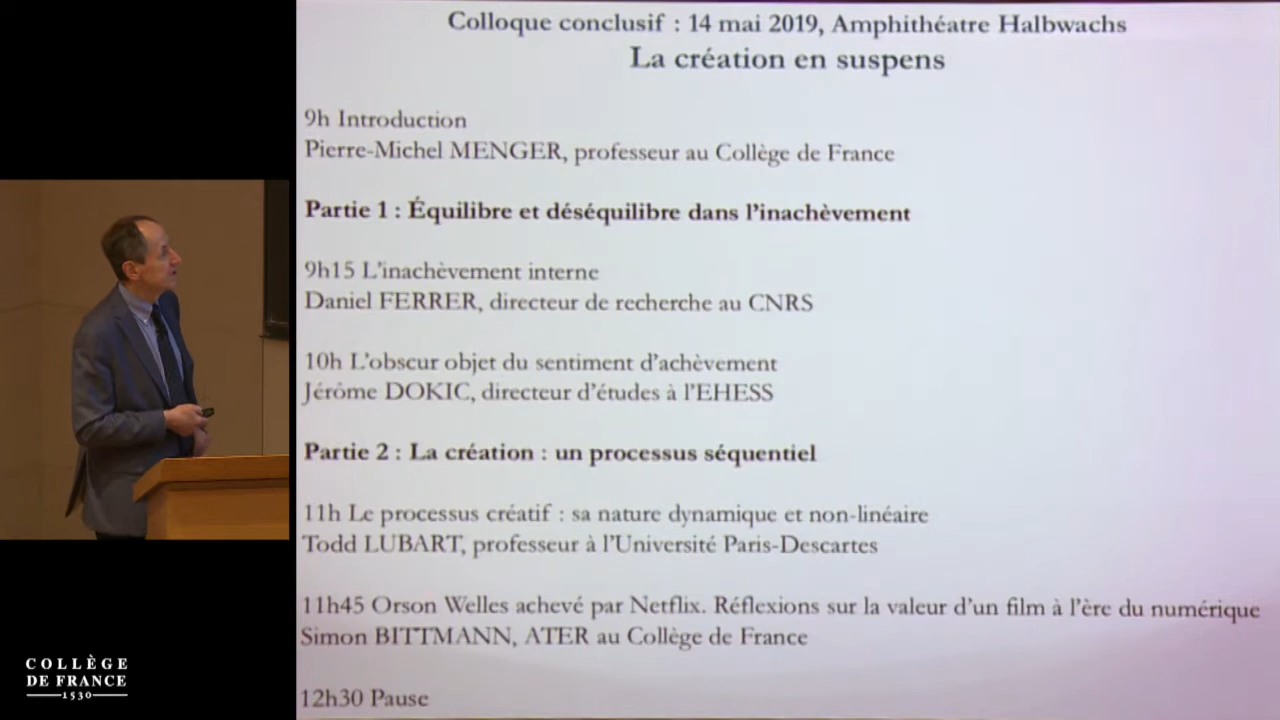 Colloque conclusif : 14 mai 2019, Amphithéatre Halbwachs
La création en suspens
9h Introduction
Pierre-Michel MENGER, professeur au Collège de France
Partie 1 : Équilibre et déséquilibre dans l'inachèvement
9h15 L'inachèvement interne
Daniel FERRER, directeur de recherche au CNRS
10h L'obscur objet du sentiment d'achèvement
Jérôme DOKIC, directeur d'études à l'EHESS
Partie 2 : La création : un processus séquentiel
11h Le processus créatif : sa nature dynamique et non-linéaire
Todd LUBART, professeur à l'Université Paris-Descartes
11h45 Orson Welles achevé par Netflix. Réflexions sur la valeur d'un film à l'ère du numérique
Simon BITTMANN, ATER au Collège de France
12h30 Pause
COLLÈGE
DE FRANCE
1530